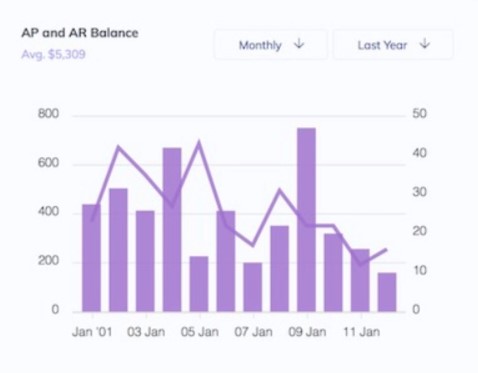 AP and AR Balance
Avg. $5,309
Monthly ↓
Last Year ↓
800
600
400
200
0
50
40
30
20
10
0
Jan '01
03 Jan
05 Jan
07 Jan
09 Jan
11 Jan